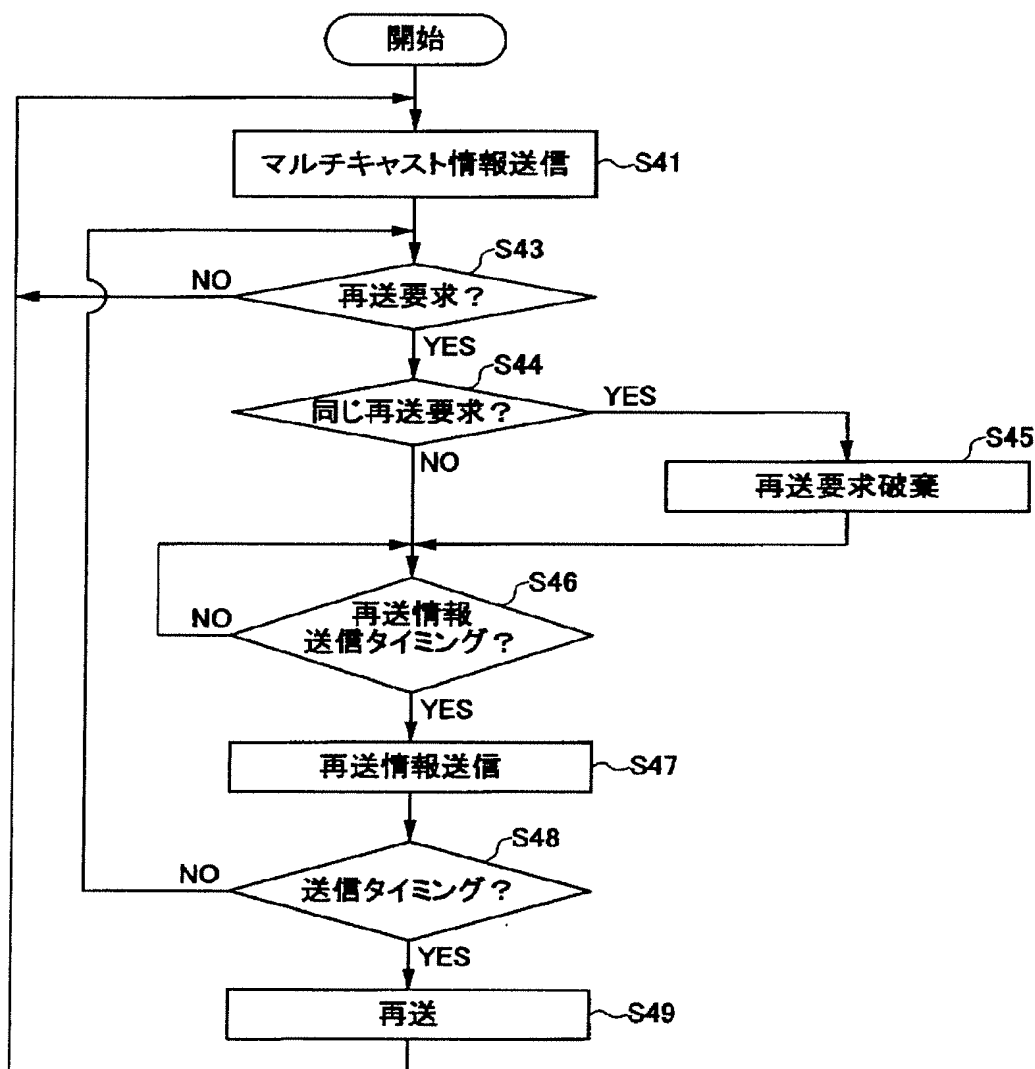 開始
マルチキャスト情報送信
S41
S43
再送要求？
NO
YES
S44
同じ再送要求？
YES
NO
S45
再送要求破棄
S46
再送情報
送信タイミング？
NO
YES
再送情報送信
S47
S48
送信タイミング？
NO
YES
再送
S49